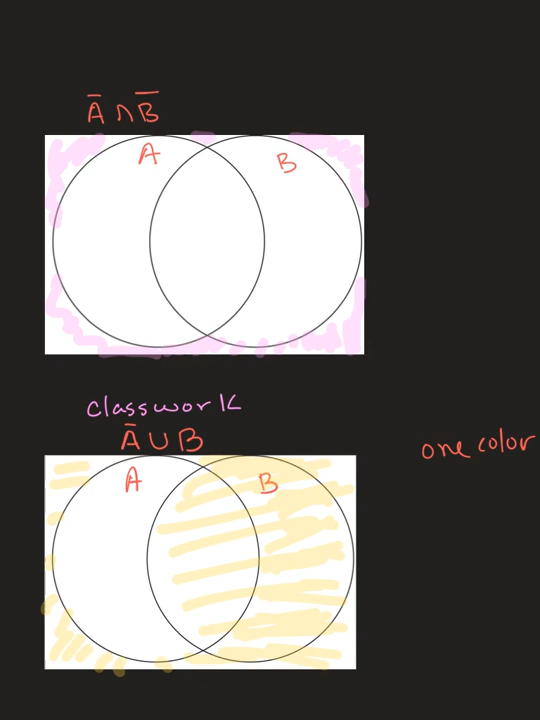 Ā ∩ B̄
A B
classwork
Ā ∪ B
one color
A B